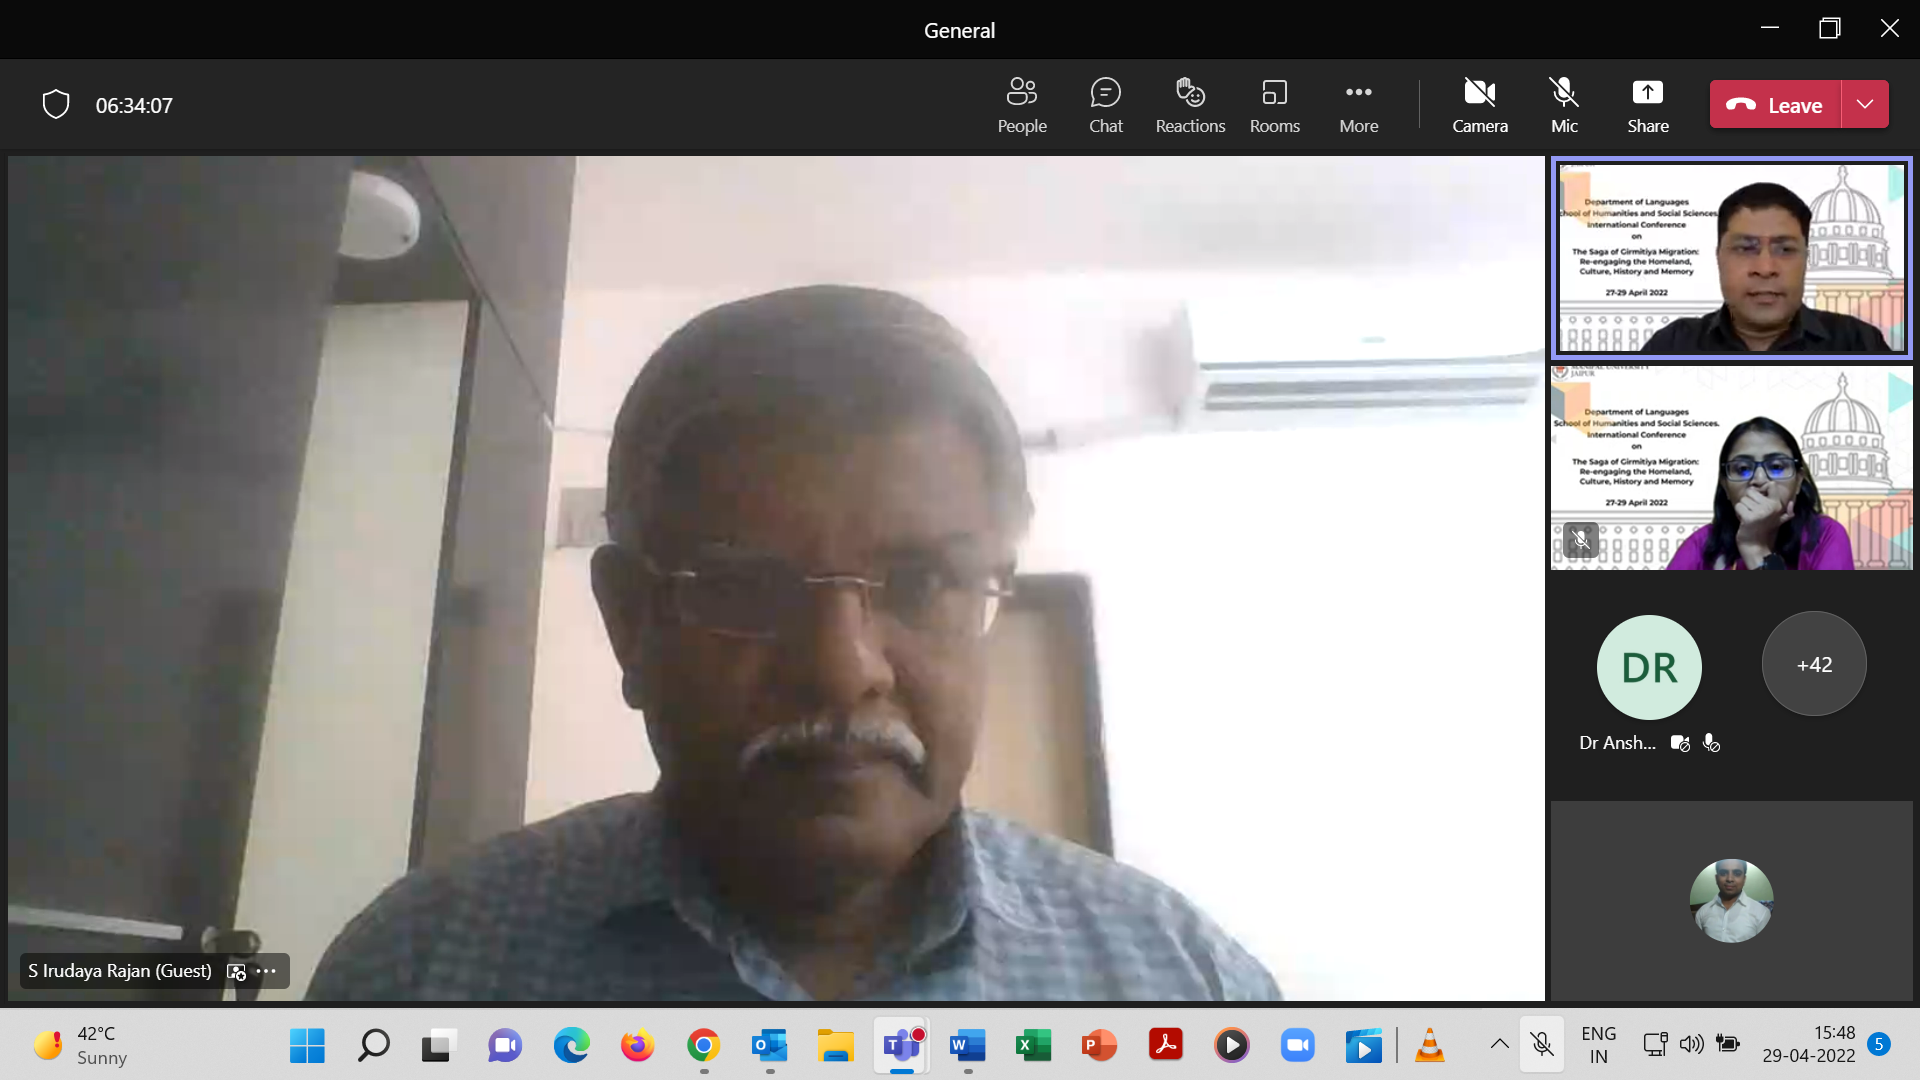 General
06:34:07
People
Chat
Reactions
Rooms
More
Camera
Mic
Share
Leave
Department of Languages
School of Humanities and Social Sciences,
International Conference
on
The Saga of Girmitiya Migration:
Re-engaging the Homeland,
Culture, History and Memory
27-29 April 2022
MANIPAL UNIVERSITY
JAIPUR
Department of Languages
School of Humanities and Social Sciences.
International Conference
on
The Saga of Girmitiya Migration:
Re-engaging the Homeland,
Culture, History and Memory
27-29 April 2022
DR
+42
Dr Ansh...
S Irudaya Rajan (Guest)
42°C
Sunny
ENG
IN
15:48
29-04-2022
5